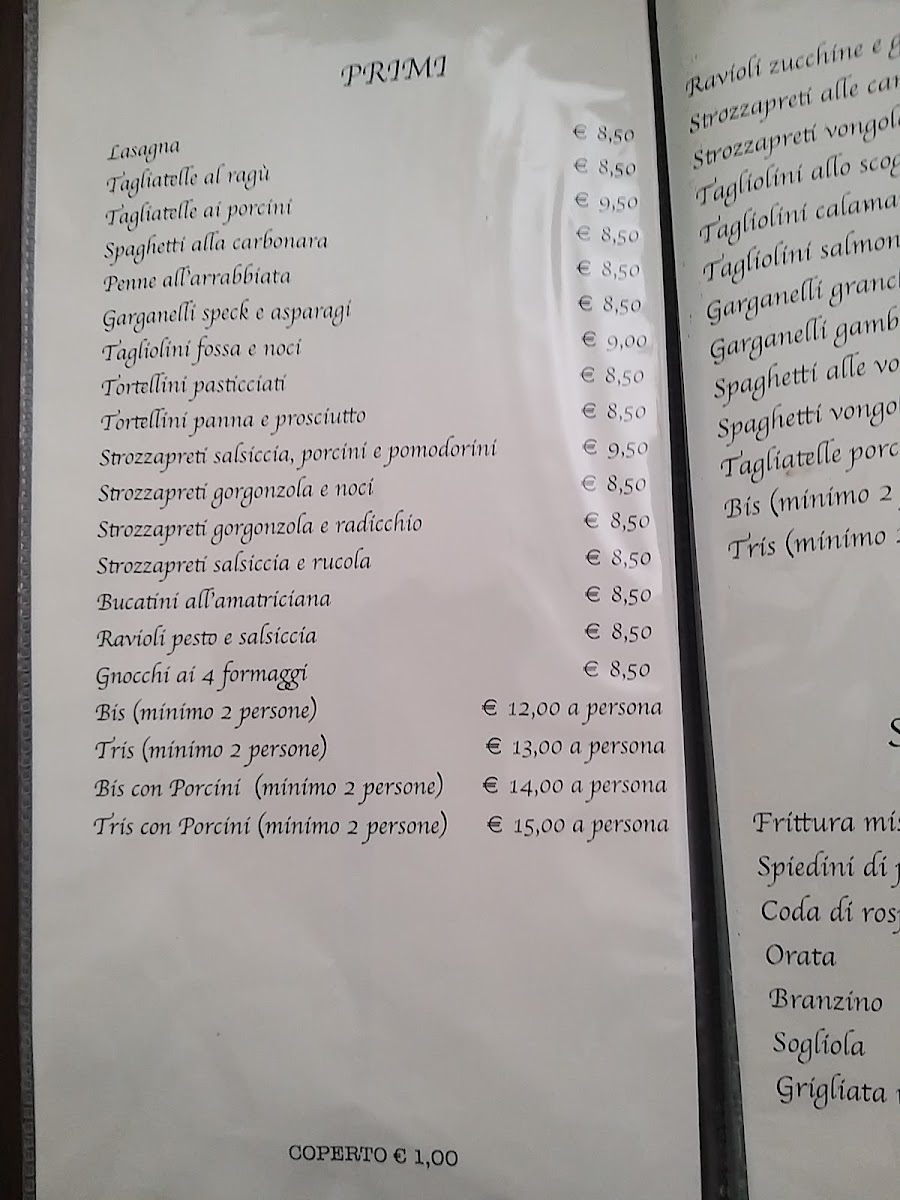 PRIMI
Lasagna € 8,50
Tagliatelle al ragù € 8,50
Tagliatelle ai porcini € 9,50
Spaghetti alla carbonara € 8,50
Penne all'arrabbiata € 8,50
Garganelli speck e asparagi € 8,50
Tagliolini fossa e noci € 9,00
Tortellini pasticciati € 8,50
Tortellini panna e prosciutto € 8,50
Strozzapreti salsiccia, porcini e pomodorini € 9,50
Strozzapreti gorgonzola e noci € 8,50
Strozzapreti gorgonzola e radicchio € 8,50
Strozzapreti salsiccia e rucola € 8,50
Bucatini all'amatriciana € 8,50
Ravioli pesto e salsiccia € 8,50
Gnocchi ai 4 formaggi € 8,50
Bis (minimo 2 persone) € 12,00 a persona
Tris (minimo 2 persone) € 13,00 a persona
Bis con Porcini (minimo 2 persone) € 14,00 a persona
Tris con Porcini (minimo 2 persone) € 15,00 a persona
COPERTO € 1,00
Ravioli zucchine e
Strozzapreti alle
Strozzapreti
Tagliolini allo
Tagliolini
Tagliolini
Garganelli
Garganelli
Spaghetti alle
Spaghetti
Tagliatelle
Bis (minimo 2
Tris (minimo
Frittura
Spiedini di
Coda di
Orata
Branzino
Sogliola
Grigliata